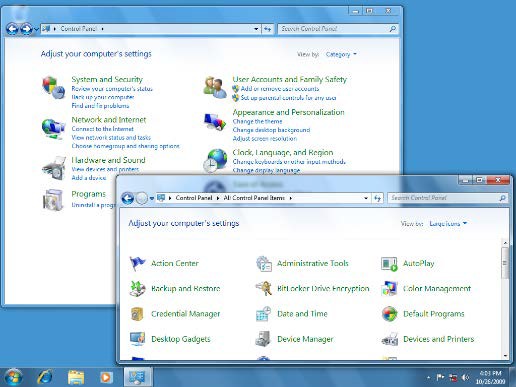 Control Panel
Search Control Panel
Adjust your computer's settings
View by: Category
System and Security
Review your computer's status
Back up your computer
Find and fix problems
Network and Internet
Connect to the Internet
View network status and tasks
Choose homegroup and sharing options
Hardware and Sound
View devices and printers
Add a device
Programs
Uninstall a
User Accounts and Family Safety
Add or remove user accounts
Set up parental controls for any user
Appearance and Personalization
Change the theme
Change desktop background
Adjust screen resolution
Clock, Language, and Region
Change keyboards or other input methods
Change display language
Ease of Access
Control Panel
All Control Panel Items
Search Control Panel
Adjust your computer's settings
View by: Large icons
Action Center
Administrative Tools
AutoPlay
Backup and Restore
BitLocker Drive Encryption
Color Management
Credential Manager
Date and Time
Default Programs
Desktop Gadgets
Device Manager
Devices and Printers
4:03 PM
10/26/2009